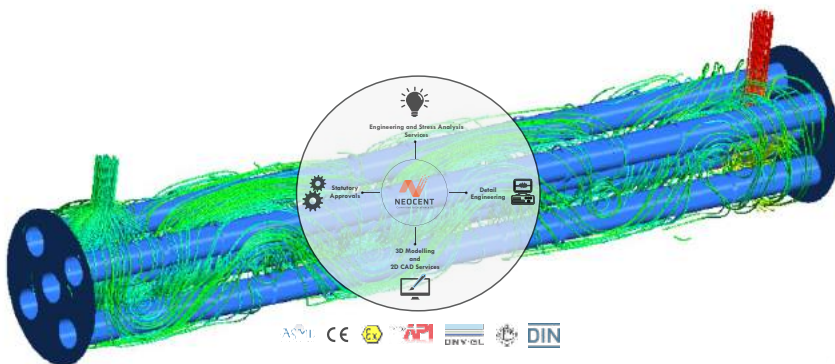 Engineering and Stress Analysis
Services
Statutory
Approvals
NEOCENT
Detail
Engineering
3D Modelling
and
2D CAD Services
CE
Ex
API
DNV·GL
DIN